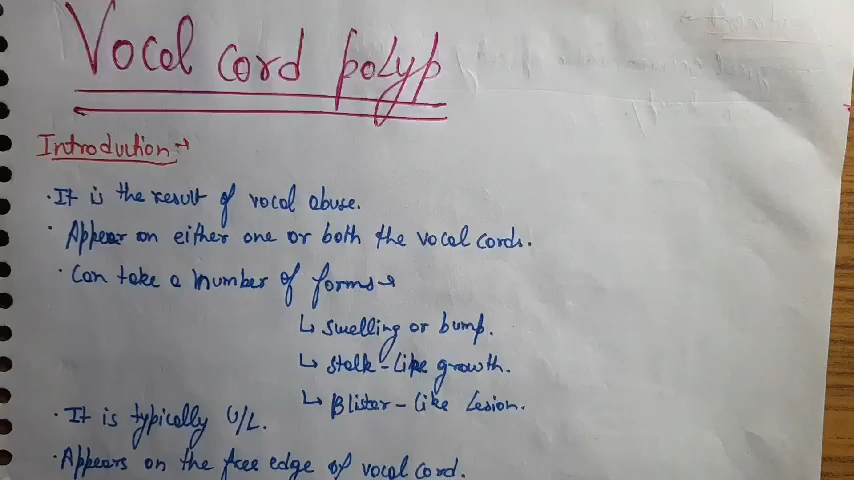 Vocal cord polyp
Introduction:→
· It is the result of vocal abuse.
· Appear on either one or both the vocal cords.
· Can take a number of forms→
↳ swelling or bump.
↳ stalk-like growth.
↳ Blister-like Lesion.
· It is typically U/L.
· Appears on the free edge of vocal cord.